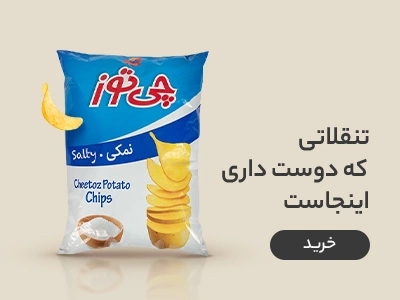 چی‌توز
نمکی . Salty
Cheetoz Potato
Chips
تنقلاتی
که دوست داری
اینجاست
خرید